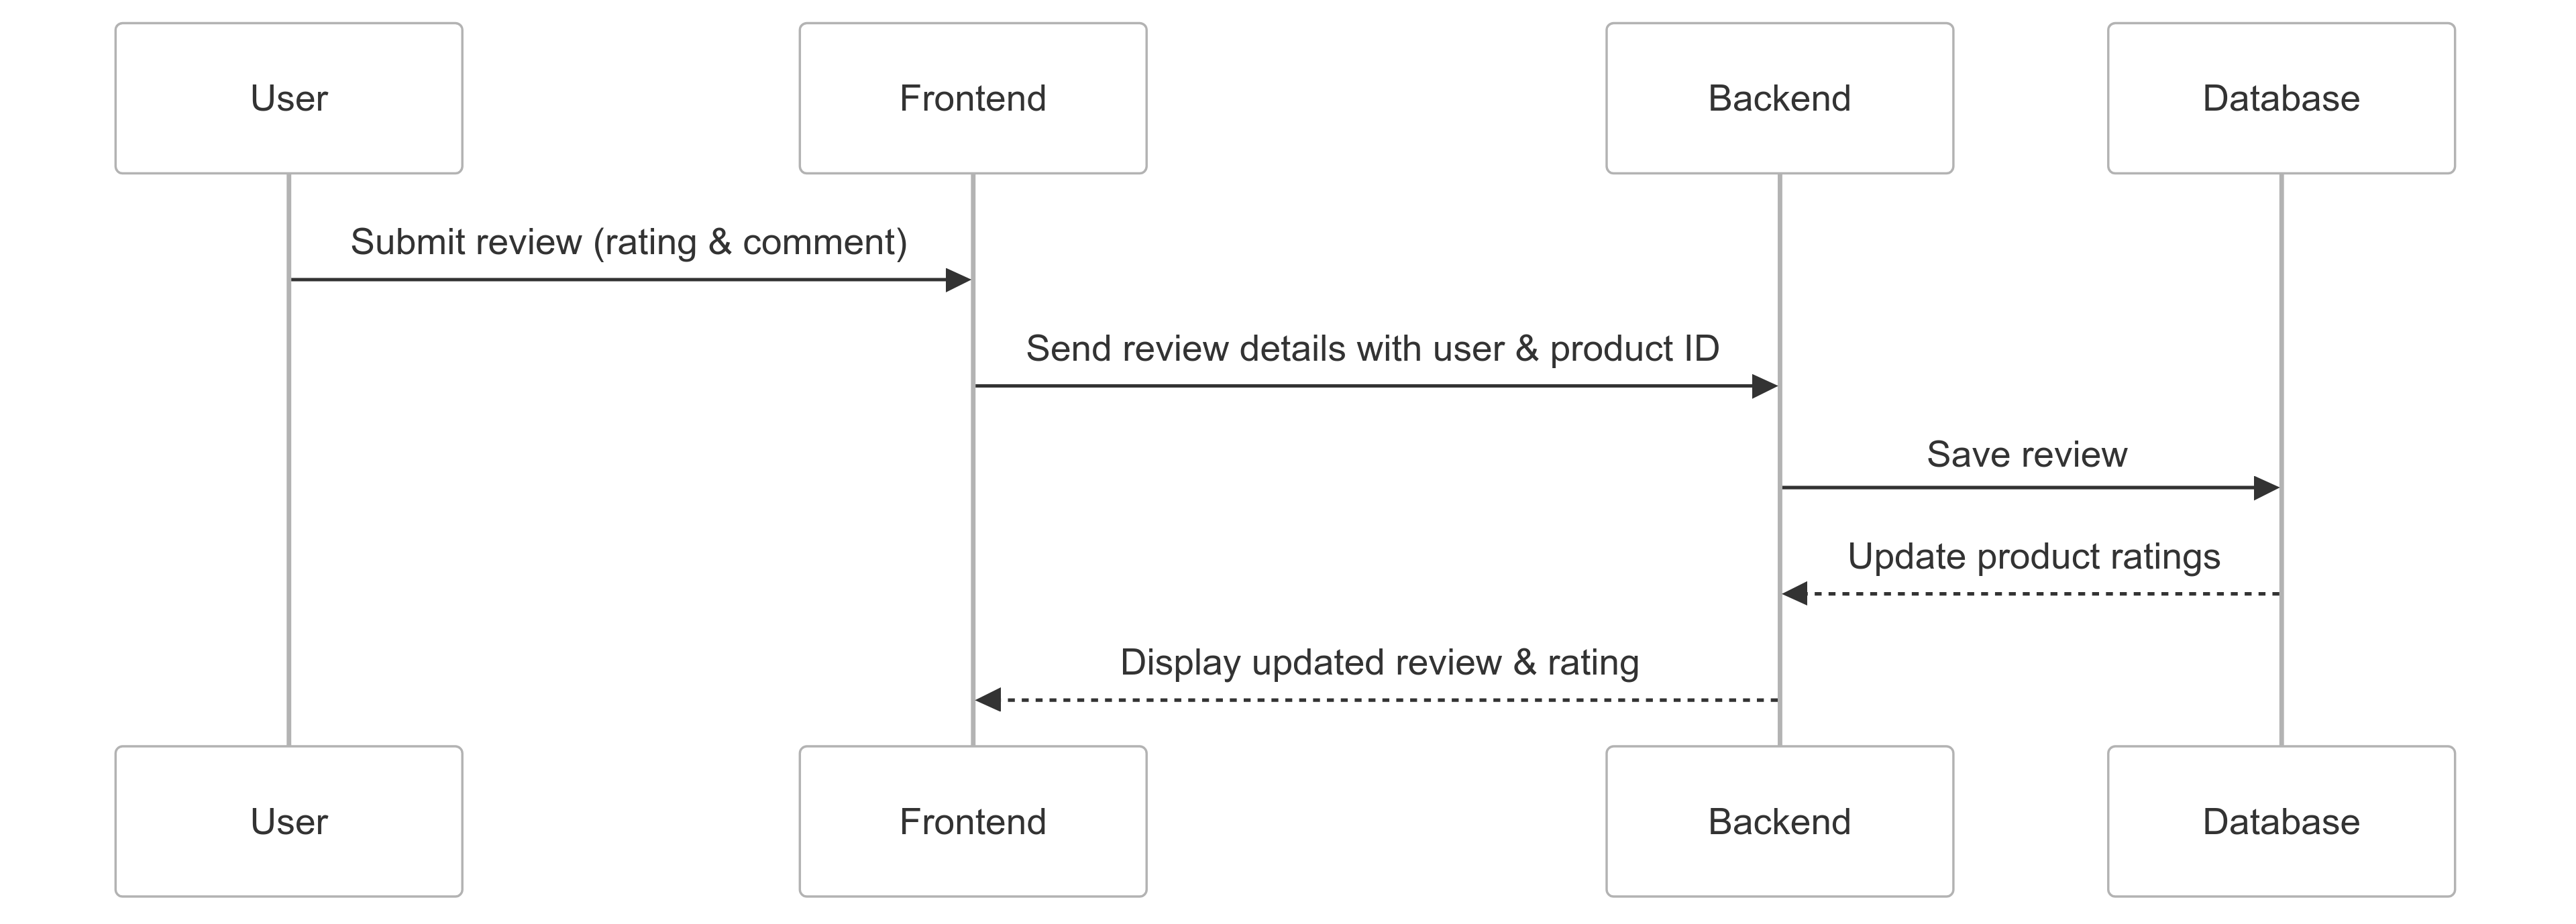 User
Frontend
Backend
Database
Submit review (rating & comment)
Send review details with user & product ID
Save review
Update product ratings
Display updated review & rating
User
Frontend
Backend
Database